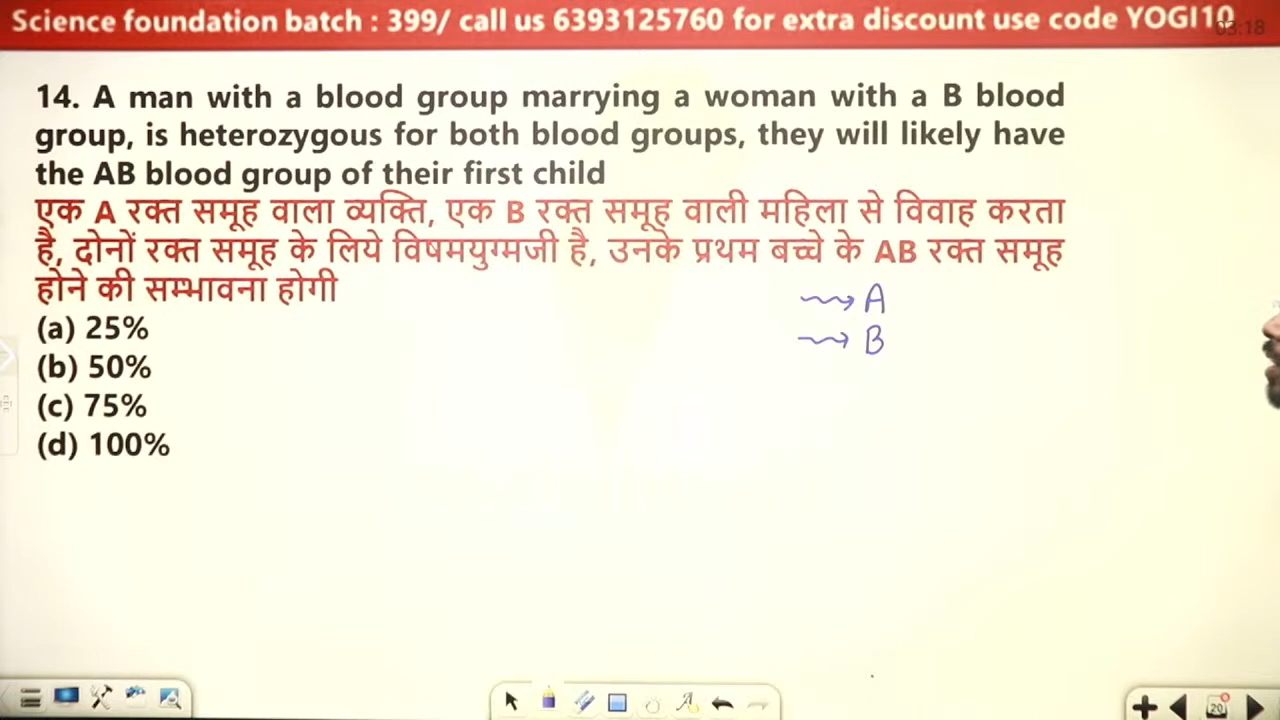 Science foundation batch : 399/ call us 6393125760 for extra discount use code YOGI10
03:18
14. A man with a blood group marrying a woman with a B blood
group, is heterozygous for both blood groups, they will likely have
the AB blood group of their first child
एक A रक्त समूह वाला व्यक्ति, एक B रक्त समूह वाली महिला से विवाह करता
है, दोनों रक्त समूह के लिये विषमयुग्मजी है, उनके प्रथम बच्चे के AB रक्त समूह
होने की सम्भावना होगी
A
B
(a) 25%
(b) 50%
(c) 75%
(d) 100%
20